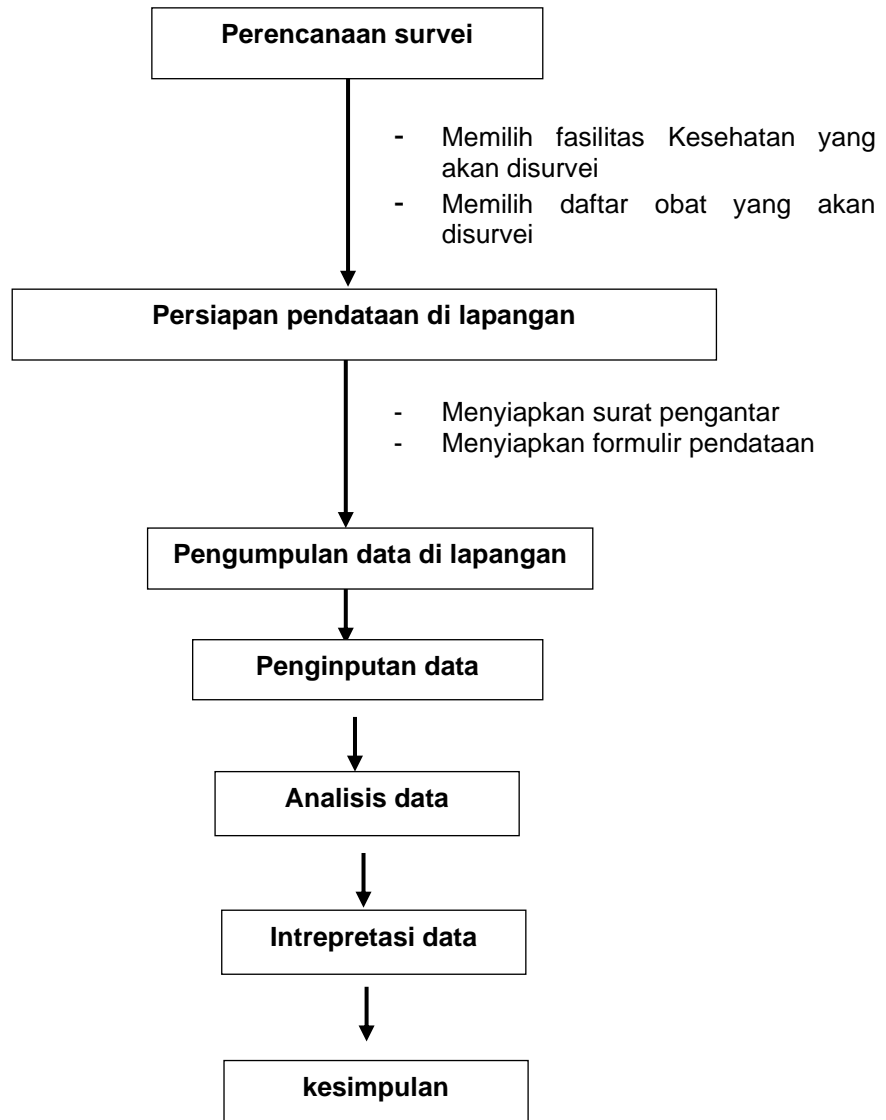 Perencanaan survei
- Memilih fasilitas Kesehatan yang
akan disurvei
- Memilih daftar obat yang akan
disurvei
Persiapan pendataan di lapangan
- Menyiapkan surat pengantar
- Menyiapkan formulir pendataan
Pengumpulan data di lapangan
Penginputan data
Analisis data
Intrepretasi data
kesimpulan